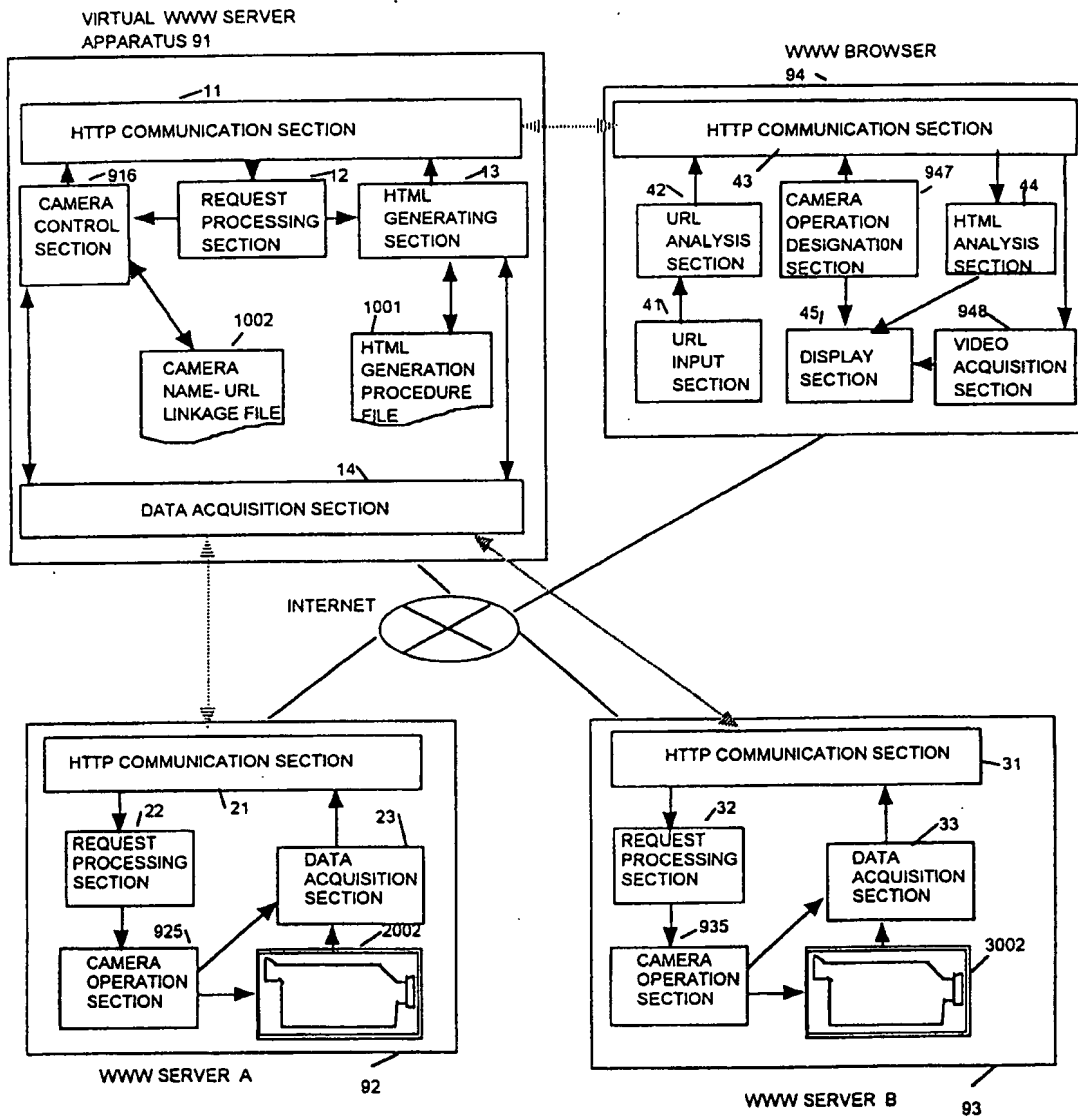 VIRTUAL WWW SERVER
APPARATUS 91
11
HTTP COMMUNICATION SECTION
916
CAMERA
CONTROL
SECTION
12
REQUEST
PROCESSING
SECTION
13
HTML
GENERATING
SECTION
1002
CAMERA
NAME-URL
LINKAGE FILE
1001
HTML
GENERATION
PROCEDURE
FILE
14
DATA ACQUISITION SECTION
WWW BROWSER
94
HTTP COMMUNICATION SECTION
42
URL
ANALYSIS
SECTION
43
CAMERA
OPERATION
DESIGNATION
SECTION
947
44
HTML
ANALYSIS
SECTION
41
URL
INPUT
SECTION
45
DISPLAY
SECTION
948
VIDEO
ACQUISITION
SECTION
INTERNET
HTTP COMMUNICATION SECTION
21
22
REQUEST
PROCESSING
SECTION
23
DATA
ACQUISITION
SECTION
925
CAMERA
OPERATION
SECTION
2002
WWW SERVER A
92
HTTP COMMUNICATION SECTION
31
32
REQUEST
PROCESSING
SECTION
33
DATA
ACQUISITION
SECTION
935
CAMERA
OPERATION
SECTION
3002
WWW SERVER B
93